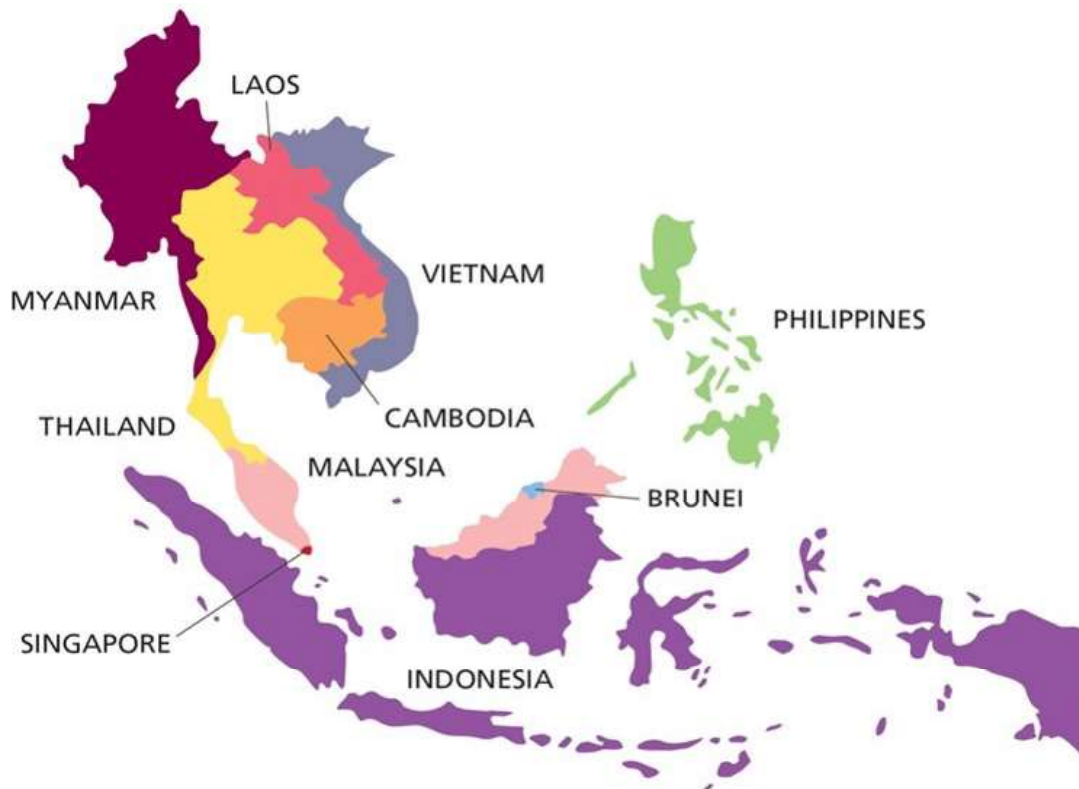 LAOS
VIETNAM
MYANMAR
PHILIPPINES
CAMBODIA
THAILAND
MALAYSIA
BRUNEI
SINGAPORE
INDONESIA